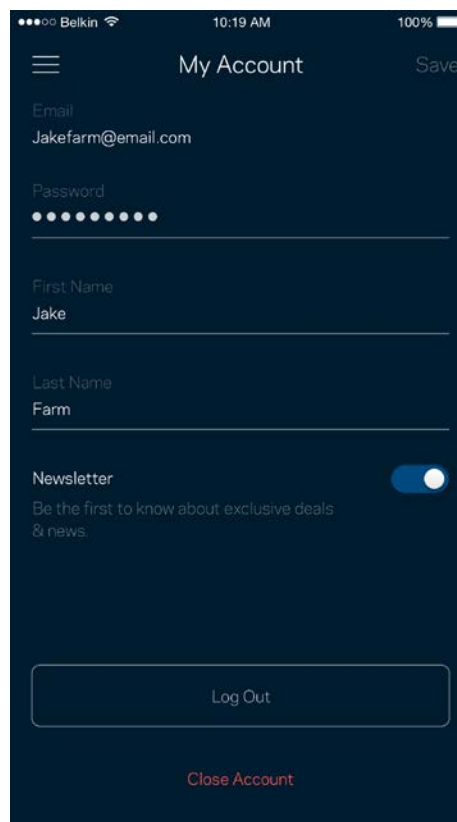 Belkin 10:19 AM 100%
My Account Save
Email
Jakefarm@email.com
Password
●●●●●●●●●
First Name
Jake
Last Name
Farm
Newsletter
Be the first to know about exclusive deals
& news.
Log Out
Close Account